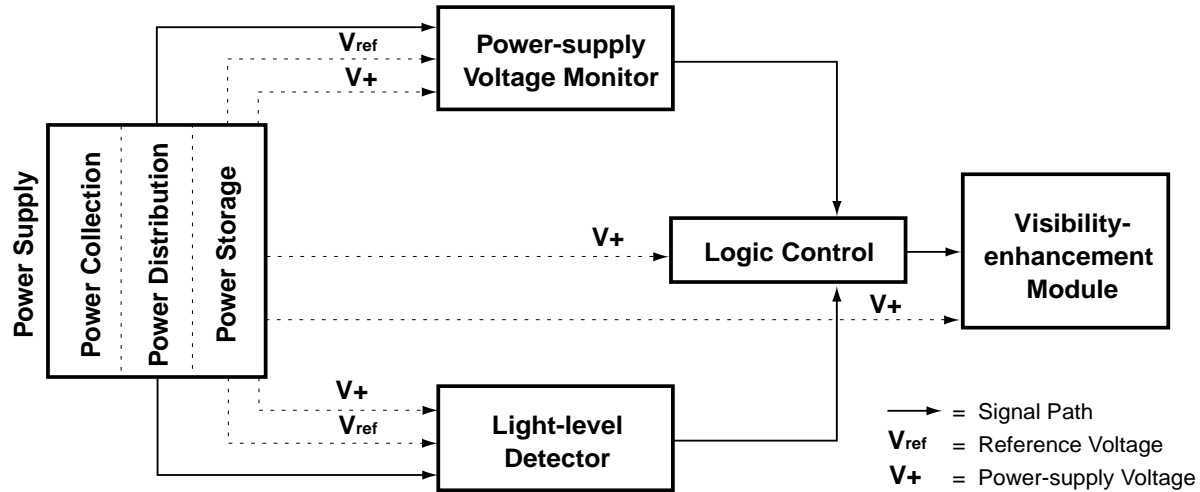 Power Supply
Power Collection
Power Distribution
Power Storage
Vref
V+
Power-supply
Voltage Monitor
V+
Logic Control
Visibility-
enhancement
Module
V+
V+
Vref
Light-level
Detector
= Signal Path
Vref = Reference Voltage
V+ = Power-supply Voltage